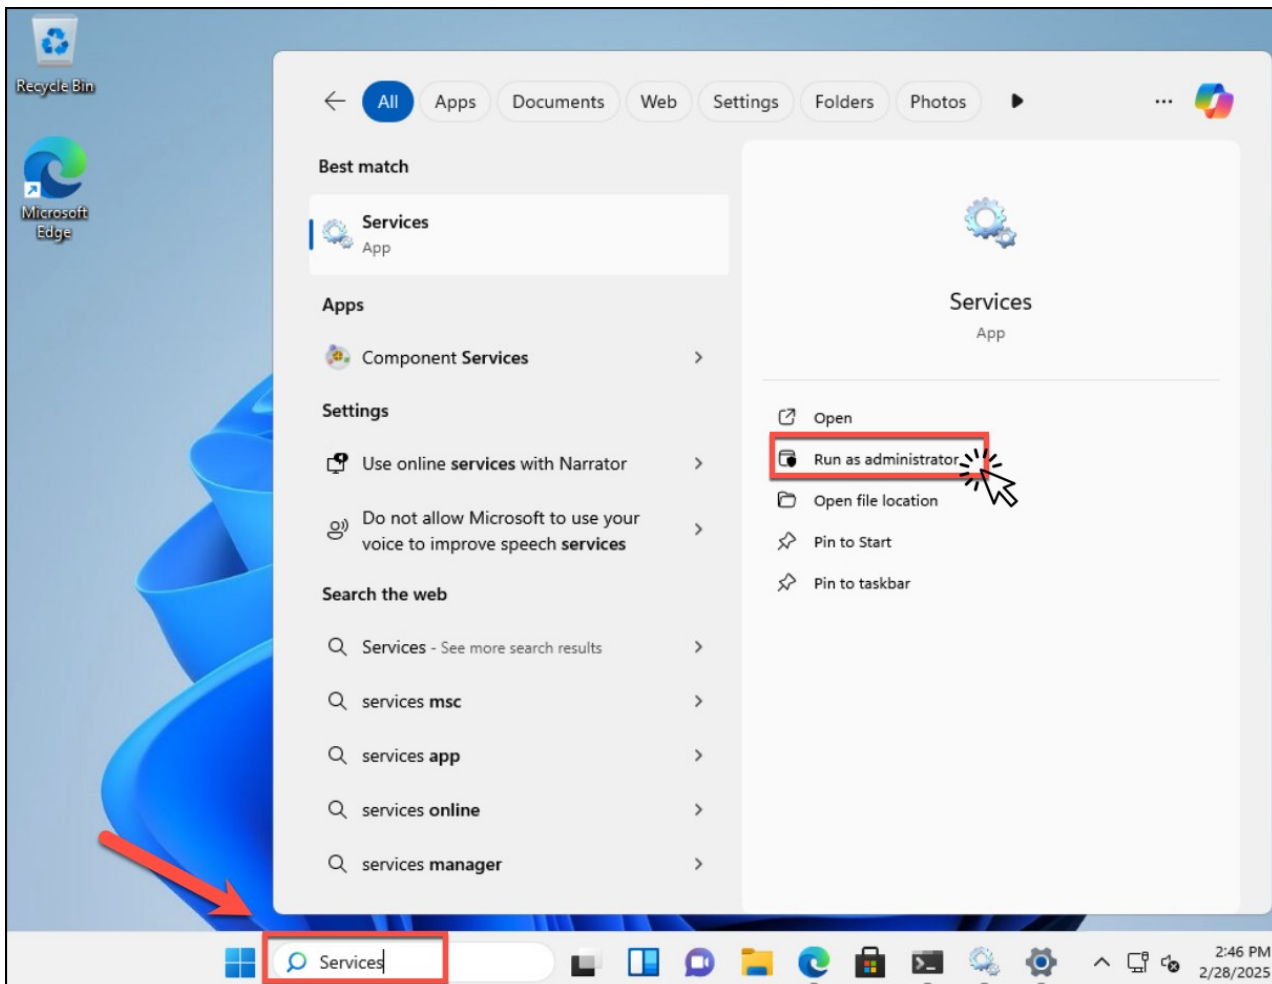 Recycle Bin
Microsoft
Edge
All
Apps
Documents
Web
Settings
Folders
Photos
...
Best match
Services
App
Apps
Component Services
Settings
Use online services with Narrator
Do not allow Microsoft to use your
voice to improve speech services
Search the web
Services - See more search results
services msc
services app
services online
services manager
Services
App
Open
Run as administrator
Open file location
Pin to Start
Pin to taskbar
Services
2:46 PM
2/28/2025